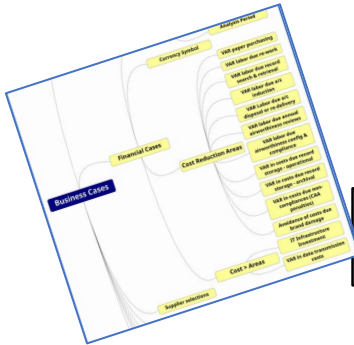 Analysis Period
Currency Symbol
VAR paper purchasing
VAR labor due re-work
VAR labor due record
search & retrieval
VAR labor due a/c
induction
VAR Labor due a/c
disposal or re-delivery
VAR labor due annual
airworthiness reviews
VAR labor due
airworthiness config &
compliance
VAR in costs due record
storage - operational
VAR in costs due record
storage - archival
VAR in costs due non-
compliances (CAA
penalties)
Avoidance of costs due
brand damage
Financial Cases
Cost Reduction Areas
Business Cases
IT Infrastructure
Investment
Cost > Areas
VAR in data transmission
costs
Supplier selections